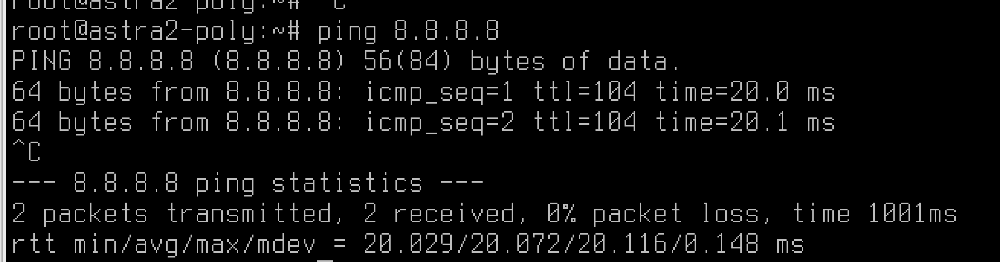 root@astra2-poly:~# ^C
root@astra2-poly:~# ping 8.8.8.8
PING 8.8.8.8 (8.8.8.8) 56(84) bytes of data.
64 bytes from 8.8.8.8: icmp_seq=1 ttl=104 time=20.0 ms
64 bytes from 8.8.8.8: icmp_seq=2 ttl=104 time=20.1 ms
^C
--- 8.8.8.8 ping statistics ---
2 packets transmitted, 2 received, 0% packet loss, time 1001ms
rtt min/avg/max/mdev = 20.029/20.072/20.116/0.148 ms